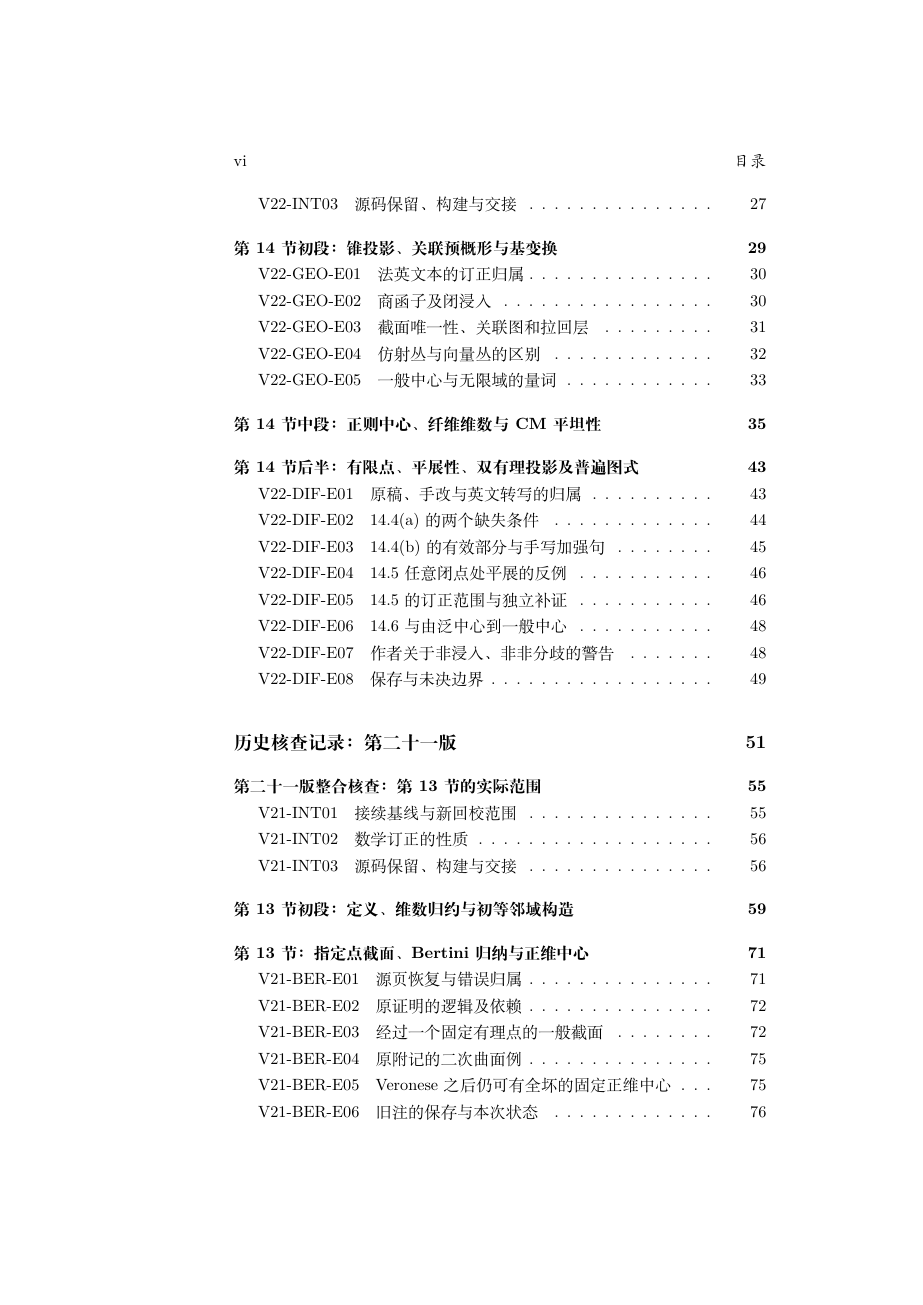 vi 目录
V22-INT03 源码保留、构建与交接 . . . . . . . . . . . . . . . 27
第 14 节初段：锥投影、关联预概形与基变换 29
V22-GEO-E01 法英文本的订正归属 . . . . . . . . . . . . . . . 30
V22-GEO-E02 商函子及闭浸入 . . . . . . . . . . . . . . . . . 30
V22-GEO-E03 截面唯一性、关联图和拉回层 . . . . . . . . . 31
V22-GEO-E04 仿射丛与向量丛的区别 . . . . . . . . . . . . . 32
V22-GEO-E05 一般中心与无限域的量词 . . . . . . . . . . . . 33
第 14 节中段：正则中心、纤维维数与 CM 平坦性 35
第 14 节后半：有限点、平展性、双有理投影及普遍图式 43
V22-DIF-E01 原稿、手改与英文转写的归属 . . . . . . . . . . 43
V22-DIF-E02 14.4(a) 的两个缺失条件 . . . . . . . . . . . . . 44
V22-DIF-E03 14.4(b) 的有效部分与手写加强句 . . . . . . . . 45
V22-DIF-E04 14.5 任意闭点处平展的反例 . . . . . . . . . . . 46
V22-DIF-E05 14.5 的订正范围与独立补证 . . . . . . . . . . . 46
V22-DIF-E06 14.6 与由泛中心到一般中心 . . . . . . . . . . . 48
V22-DIF-E07 作者关于非浸入、非非分歧的警告 . . . . . . . 48
V22-DIF-E08 保存与未决边界 . . . . . . . . . . . . . . . . . . 49
历史核查记录：第二十一版 51
第二十一版整合核查：第 13 节的实际范围 55
V21-INT01 接续基线与新回校范围 . . . . . . . . . . . . . . . 55
V21-INT02 数学订正的性质 . . . . . . . . . . . . . . . . . . . 56
V21-INT03 源码保留、构建与交接 . . . . . . . . . . . . . . . 56
第 13 节初段：定义、维数归约与初等邻域构造 59
第 13 节：指定点截面、Bertini 归纳与正维中心 71
V21-BER-E01 源页恢复与错误归属 . . . . . . . . . . . . . . . 71
V21-BER-E02 原证明的逻辑及依赖 . . . . . . . . . . . . . . . 72
V21-BER-E03 经过一个固定有理点的一般截面 . . . . . . . . 72
V21-BER-E04 原附记的二次曲面例 . . . . . . . . . . . . . . . 75
V21-BER-E05 Veronese 之后仍可有全坏的固定正维中心 . . . 75
V21-BER-E06 旧注的保存与本次状态 . . . . . . . . . . . . . 76